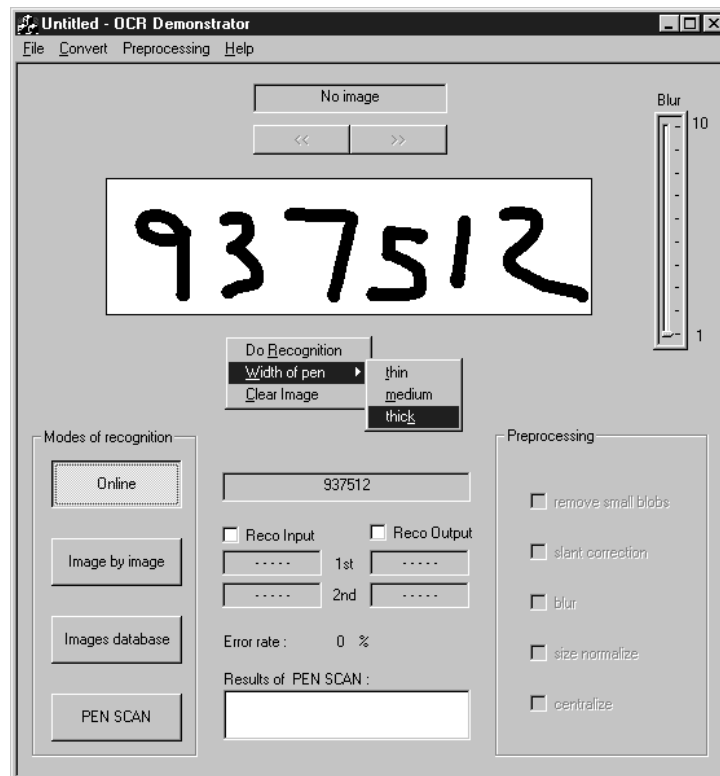 Untitled - OCR Demonstrator
File Convert Preprocessing Help
No image
<< >>
Blur
10
1
937512
Do Recognition
Width of pen
Clear Image
thin
medium
thick
Modes of recognition
Online
Image by image
Images database
PEN SCAN
937512
Reco Input Reco Output
- - - - - 1st - - - - -
- - - - - 2nd - - - - -
Error rate : 0 %
Results of PEN SCAN :
Preprocessing
remove small blobs
slant correction
blur
size normalize
centralize